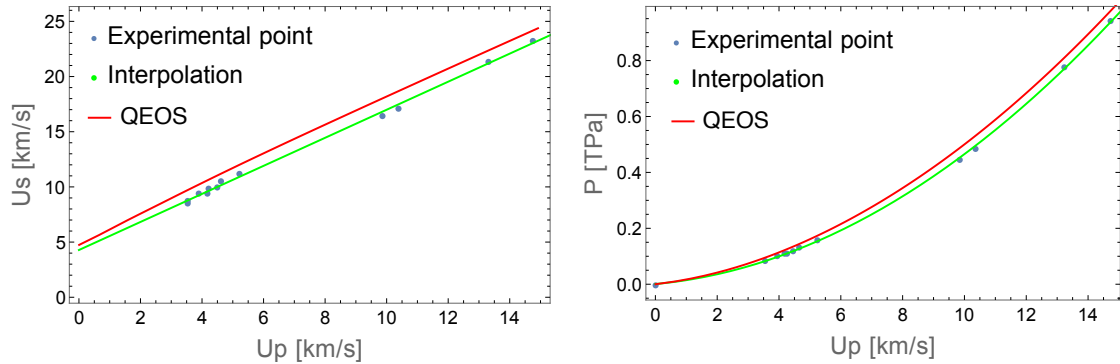 25
20
15
10
5
0
Us [km/s]
Experimental point
Interpolation
QEOS
0 2 4 6 8 10 12 14
Up [km/s]
0.8
0.6
0.4
0.2
0.0
P [TPa]
Experimental point
Interpolation
QEOS
0 2 4 6 8 10 12 14
Up [km/s]